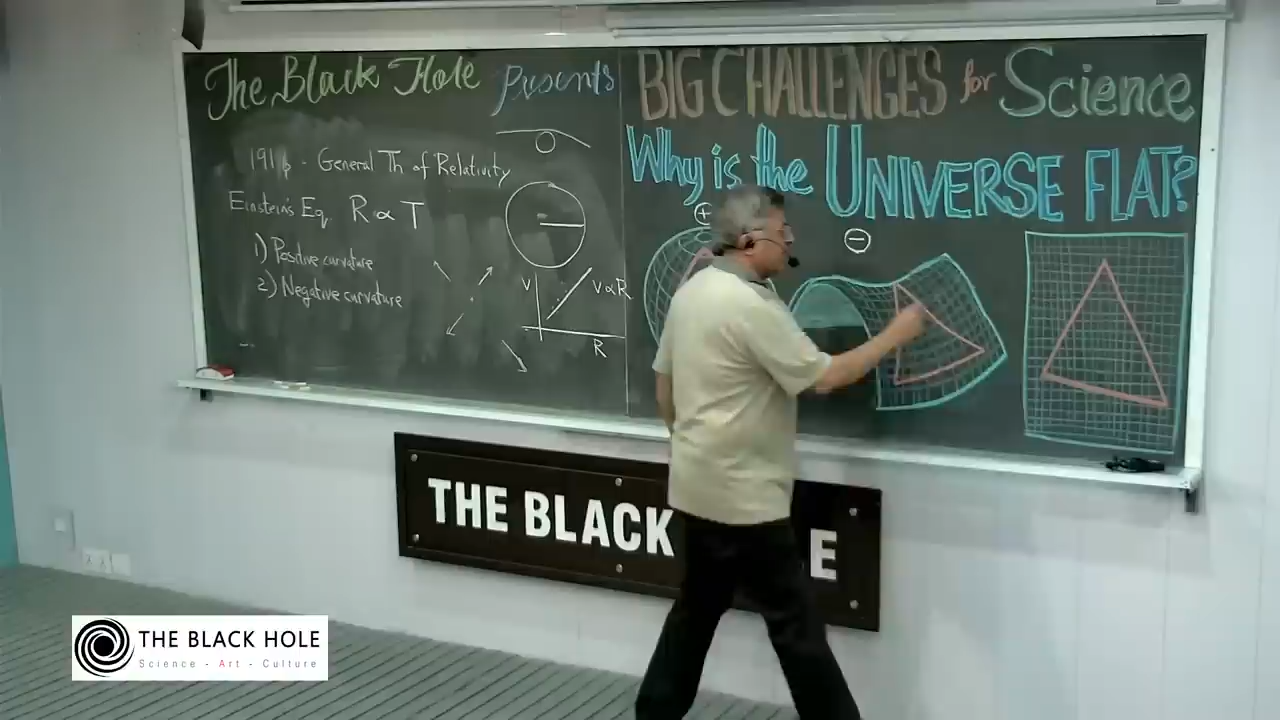 The Black Hole Presents
1916 - General Th of Relativity
Einstein's Eq. R ∝ T
1) Positive curvature
2) Negative curvature
V
V∝R
R
BIG CHALLENGES for Science
Why is the UNIVERSE FLAT?
+
−
THE BLACK
E
THE BLACK HOLE
Science - Art - Culture